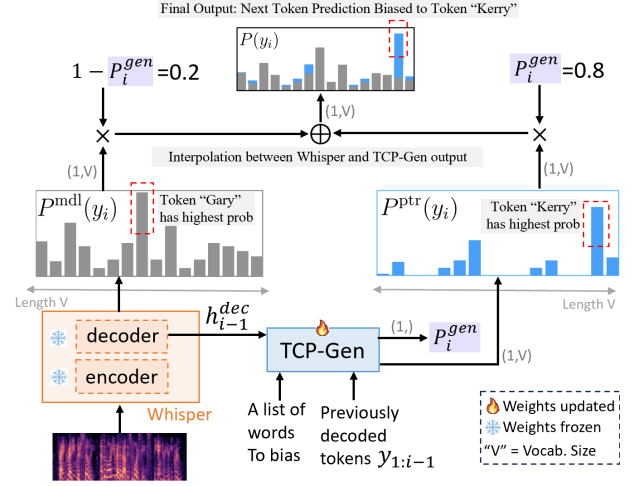 Final Output: Next Token Prediction Biased to Token “Kerry”
P(y_i)
1 − P_i^{gen} =0.2
P_i^{gen} =0.8
(1,V)
×
⊕
×
Interpolation between Whisper and TCP-Gen output
(1,V)
(1,V)
P^{mdl}(y_i)
Token “Gary”
has highest prob
P^{ptr}(y_i)
Token “Kerry”
has highest prob
Length V
Length V
h_{i−1}^{dec}
decoder
encoder
Whisper
TCP-Gen
(1,)
P_i^{gen}
(1,V)
A list of
words
To bias
Previously
decoded
tokens y_{1:i−1}
Weights updated
Weights frozen
“V” = Vocab. Size